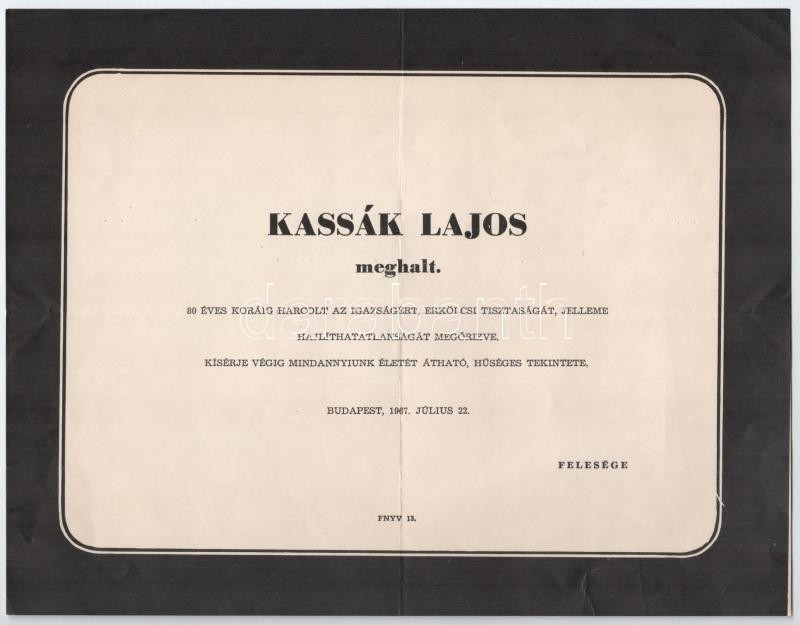 KASSÁK LAJOS
meghalt.
80 ÉVES KORÁIG HARCOLT AZ IGAZSÁGÉRT, ERKÖLCSI TISZTASÁGÁT, JELLEME
HAJLÍTHATATLANSÁGÁT MEGŐRIZVE.
KÍSÉRJE VÉGIG MINDANNYIUNK ÉLETÉT ÁTHATÓ, HŰSÉGES TEKINTETE.
BUDAPEST, 1967. JÚLIUS 22.
FELESÉGE
FNYV 13.
darabanth